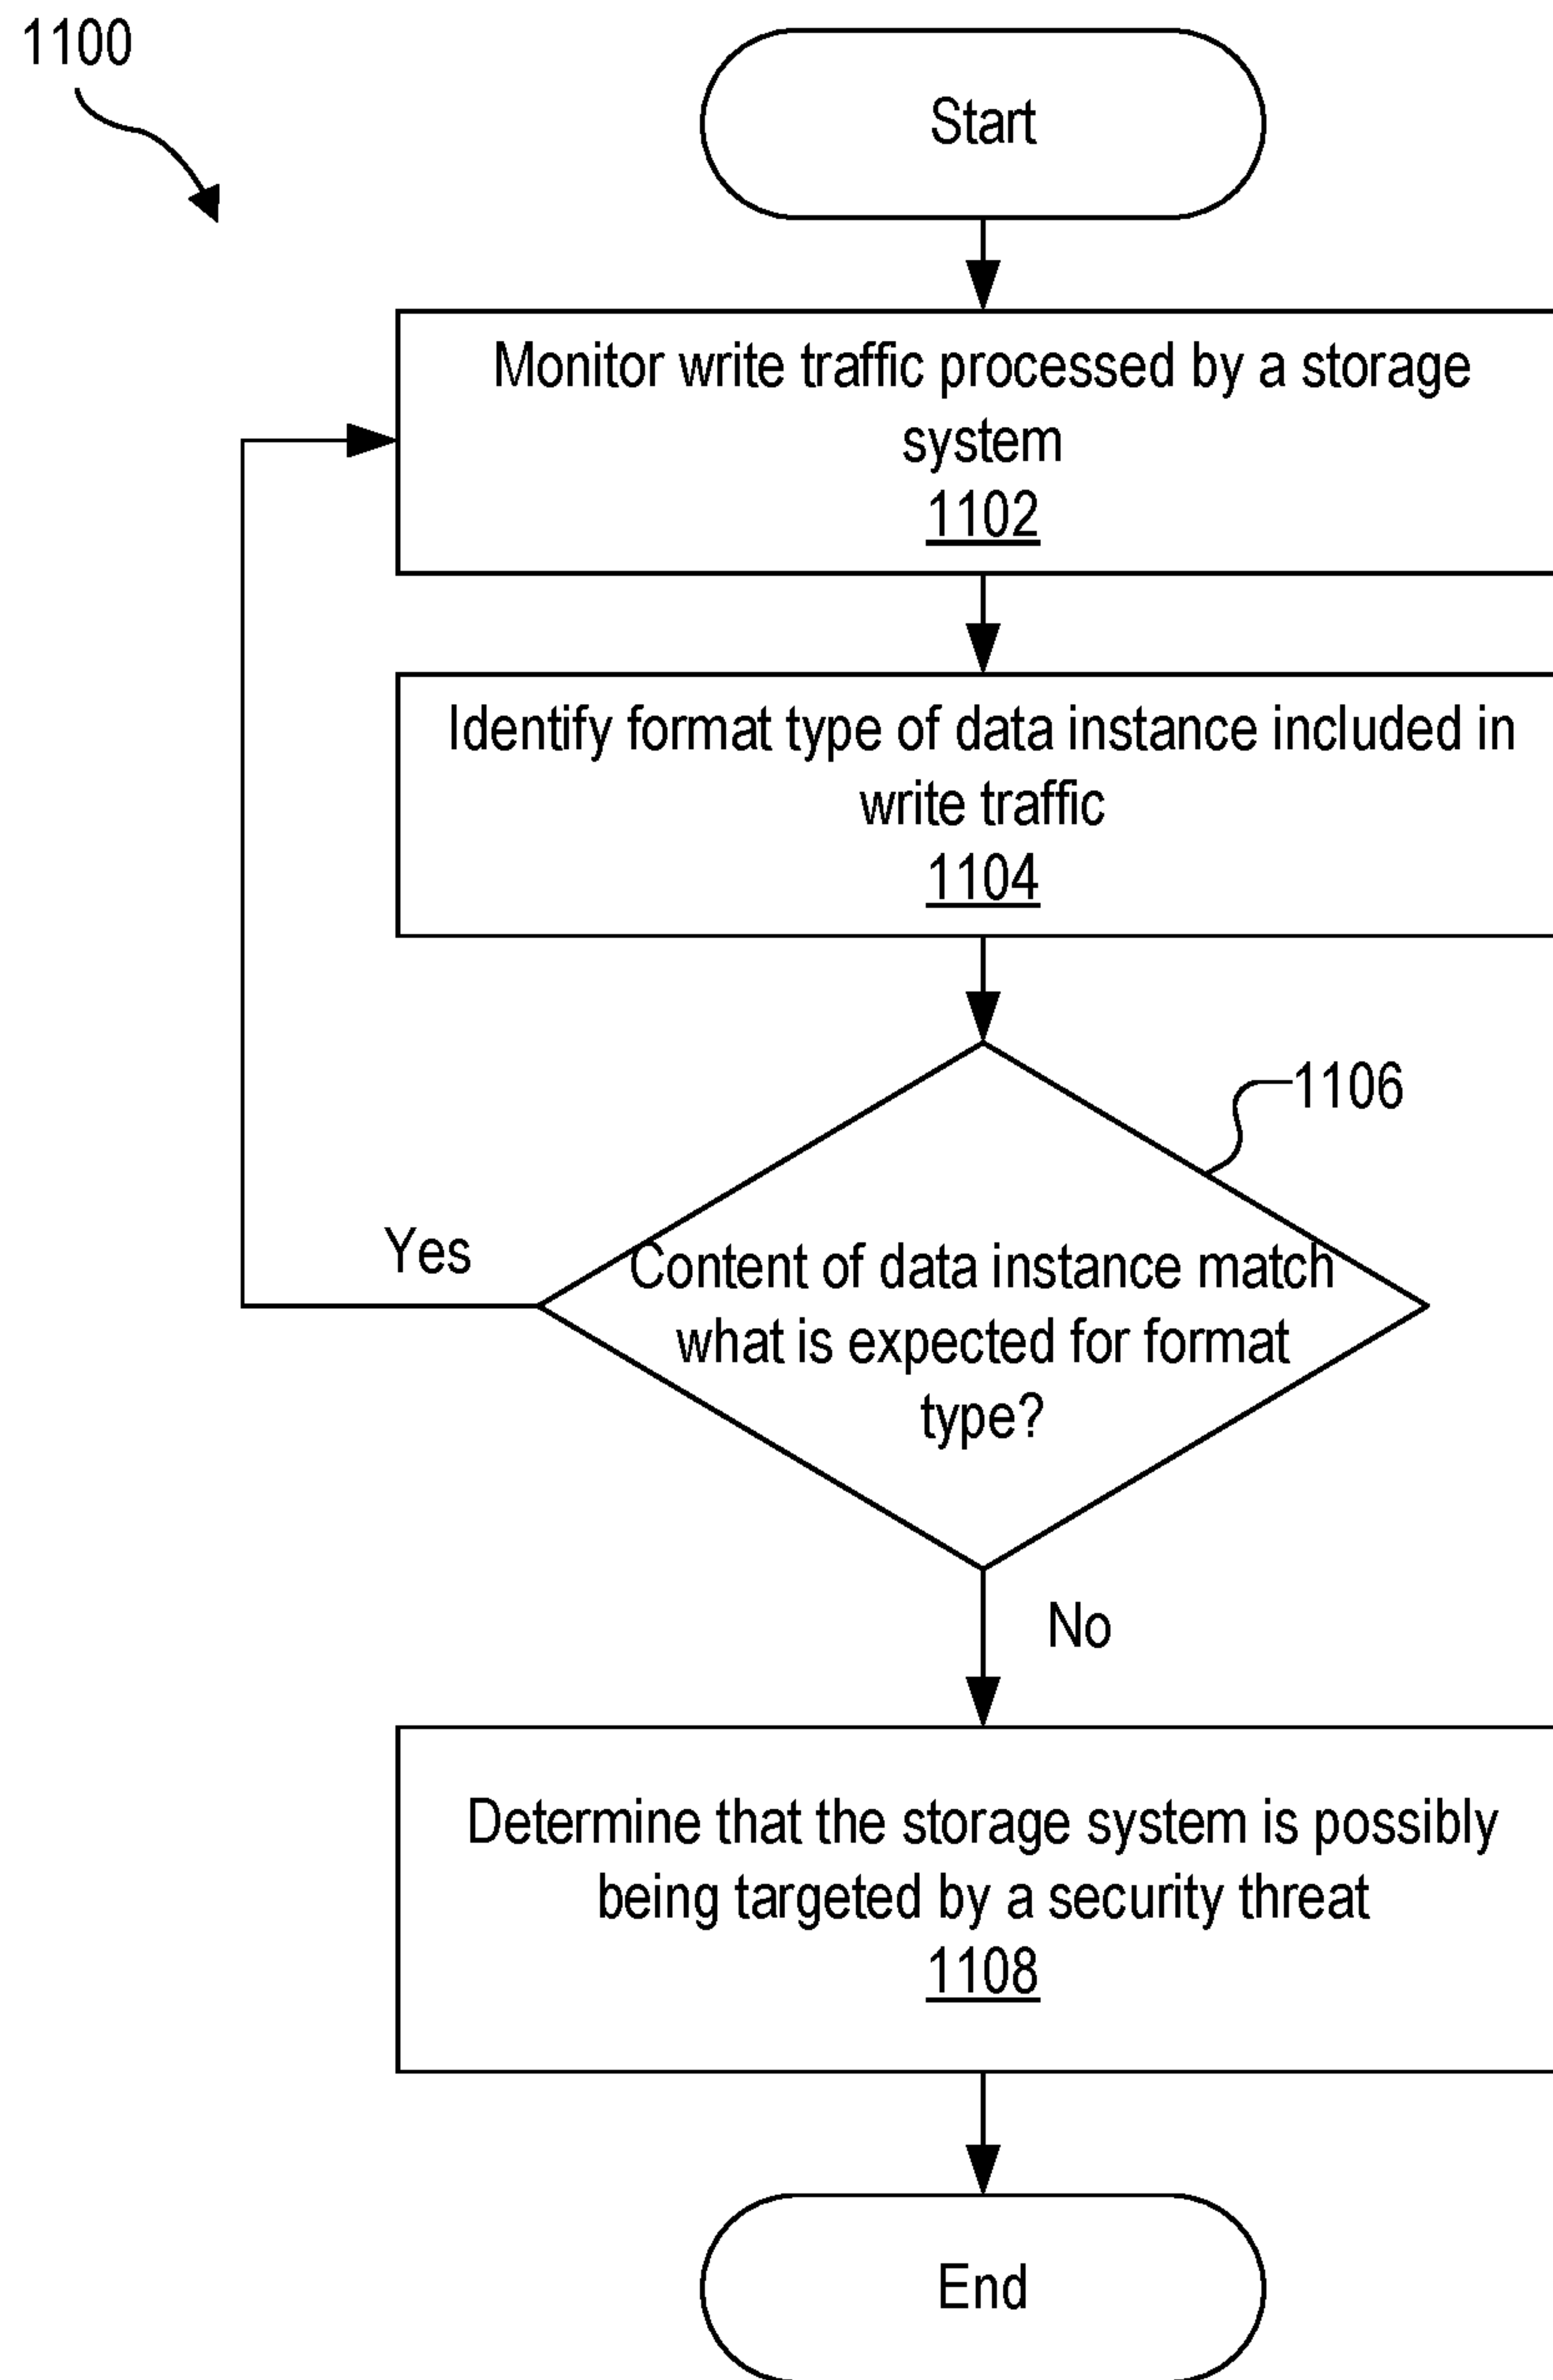 1100
Start
Monitor write traffic processed by a storage
system
1102
Identify format type of data instance included in
write traffic
1104
1106
Yes
Content of data instance match
what is expected for format
type?
No
Determine that the storage system is possibly
being targeted by a security threat
1108
End